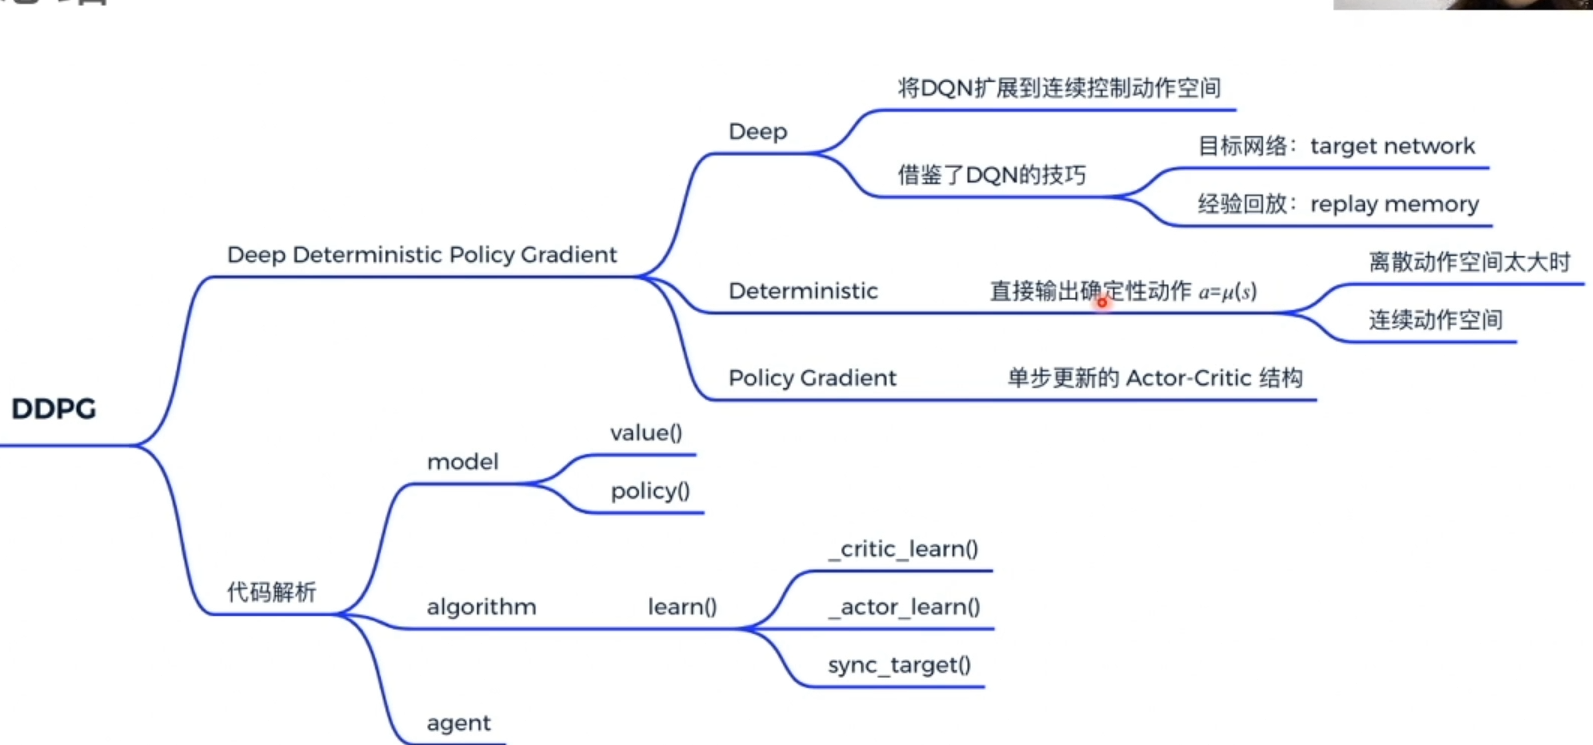 DDPG
Deep Deterministic Policy Gradient
Deep
将DQN扩展到连续控制动作空间
借鉴了DQN的技巧
目标网络：target network
经验回放：replay memory
Deterministic
直接输出确定性动作 a=μ(s)
离散动作空间太大时
连续动作空间
Policy Gradient
单步更新的 Actor-Critic 结构
代码解析
model
value()
policy()
algorithm
learn()
_critic_learn()
_actor_learn()
sync_target()
agent